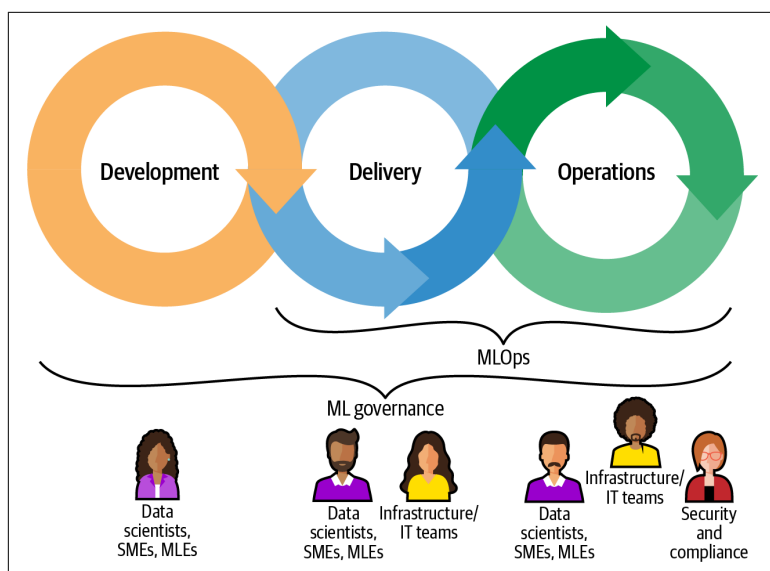 Development
Delivery
Operations
MLOps
ML governance
Data
scientists,
SMEs, MLEs
Data
scientists,
SMEs, MLEs
Infrastructure/
IT teams
Data
scientists,
SMEs, MLEs
Infrastructure/
IT teams
Security
and
compliance